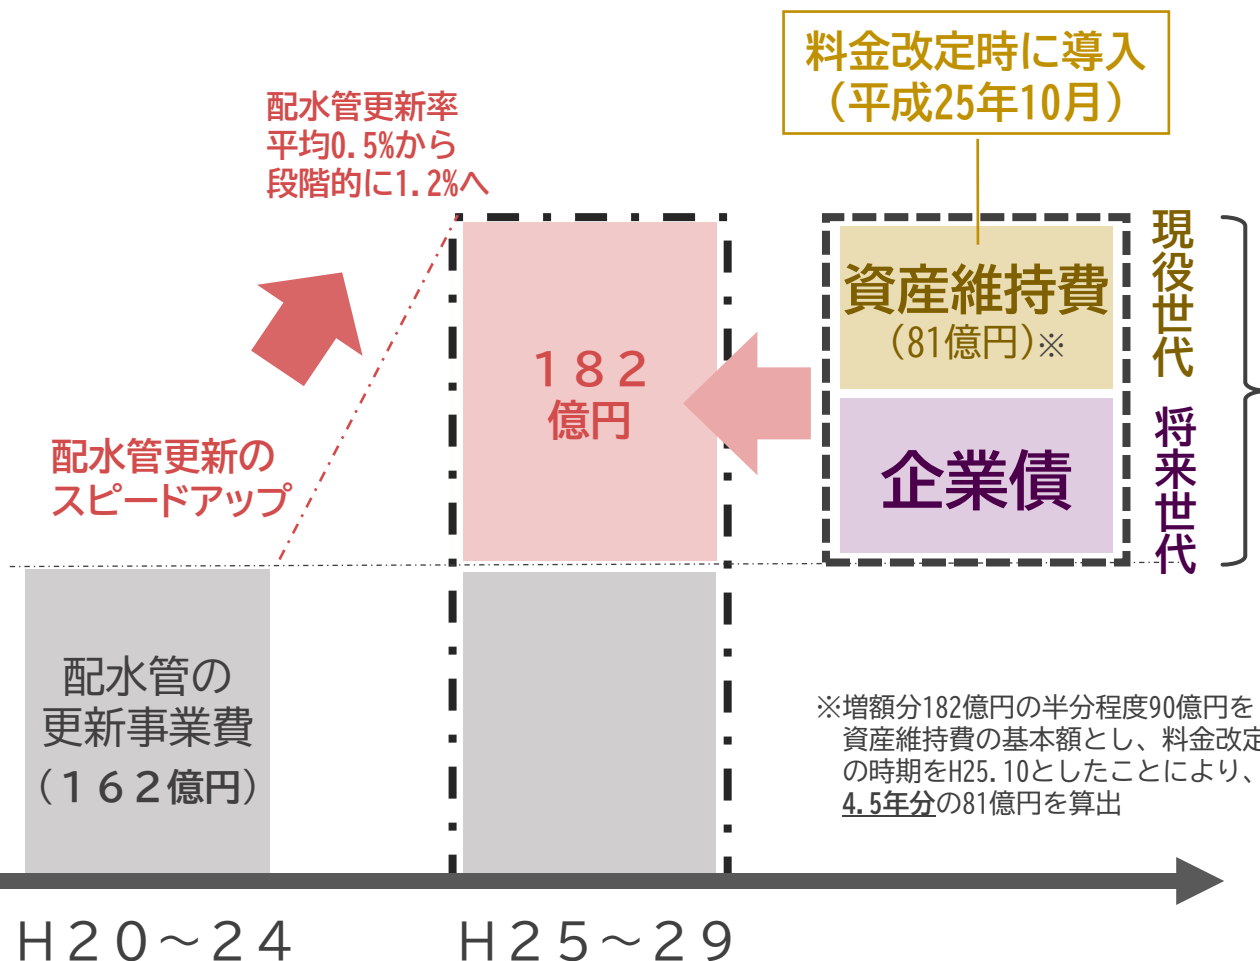 料金改定時に導入
（平成25年10月）
配水管更新率
平均0.5%から
段階的に1.2%へ
配水管更新の
スピードアップ
１８２
億円
資産維持費
（81億円）※
企業債
現役世代
将来世代
配水管の
更新事業費
（１６２億円）
※増額分182億円の半分程度90億円を
資産維持費の基本額とし、料金改定
の時期をH25.10としたことにより、
4.5年分の81億円を算出
Ｈ２０～２４
Ｈ２５～２９